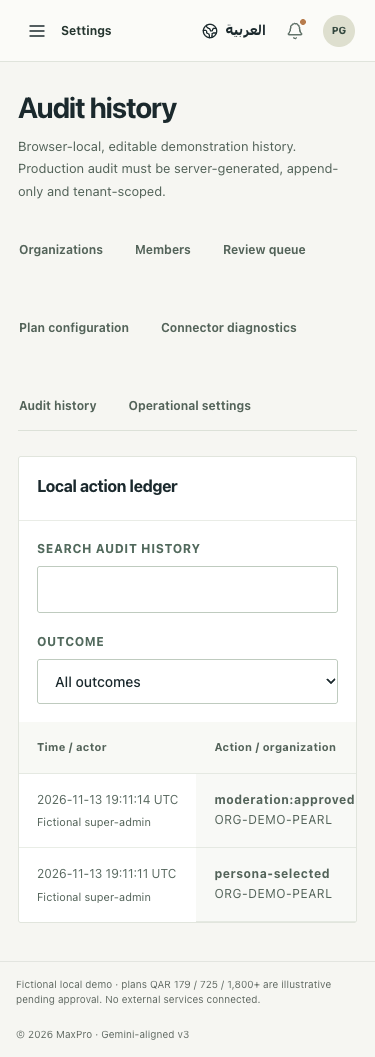 Settings
العربية
PG
Audit history
Browser-local, editable demonstration history.
Production audit must be server-generated, append-
only and tenant-scoped.
Organizations Members Review queue
Plan configuration Connector diagnostics
Audit history Operational settings
Local action ledger
SEARCH AUDIT HISTORY
OUTCOME
All outcomes
Time / actor Action / organization
2026-11-13 19:11:14 UTC moderation:approved
Fictional super-admin ORG-DEMO-PEARL
2026-11-13 19:11:11 UTC persona-selected
Fictional super-admin ORG-DEMO-PEARL
Fictional local demo · plans QAR 179 / 725 / 1,800+ are illustrative
pending approval. No external services connected.
© 2026 MaxPro · Gemini-aligned v3